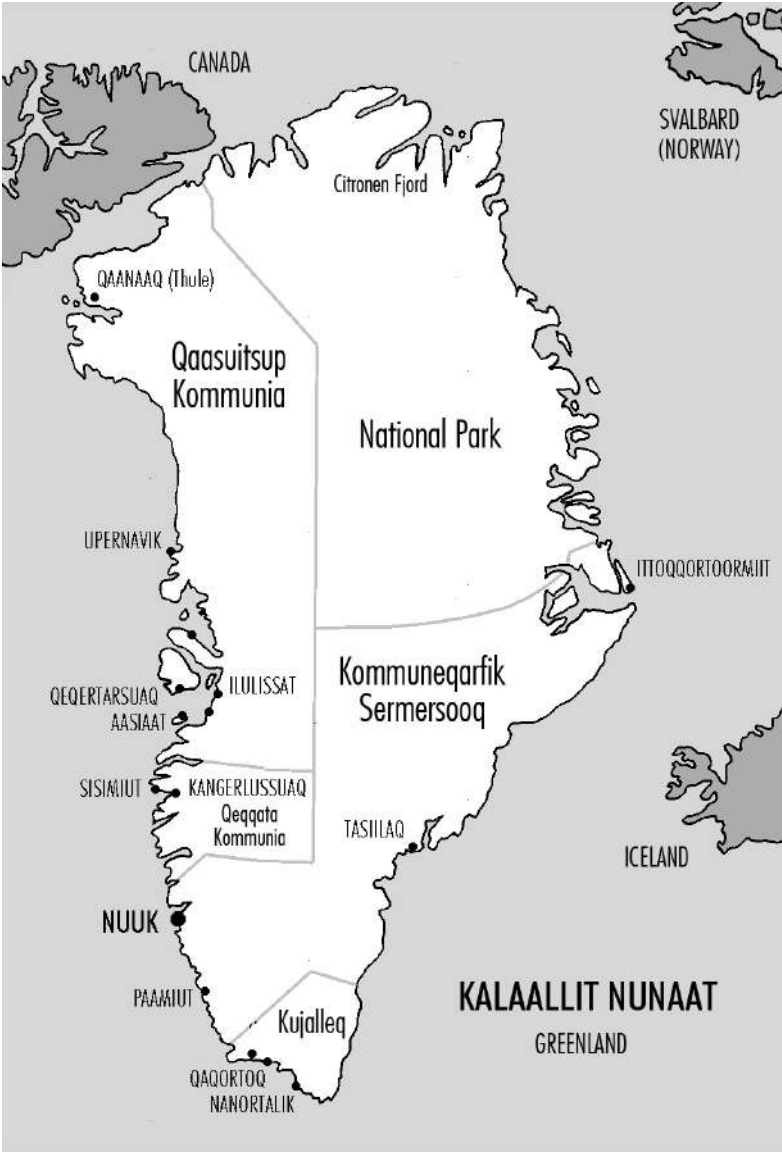 CANADA
SVALBARD
(NORWAY)
Citronen Fjord
QAANAAQ (Thule)
Qaasuitsup
Kommunia
National Park
UPERNAVIK
ITTOQQORTOORMIIT
Kommuneqarfik
Sermersooq
ILULISSAT
QEQERTARSUAQ
AASIAAT
SISIMIUT
KANGERLUSSUAQ
Qeqqata
Kommunia
TASIILAQ
ICELAND
NUUK
PAAMIUT
KALAALLIT NUNAAT
GREENLAND
Kujalleq
QAQORTOQ
NANORTALIK